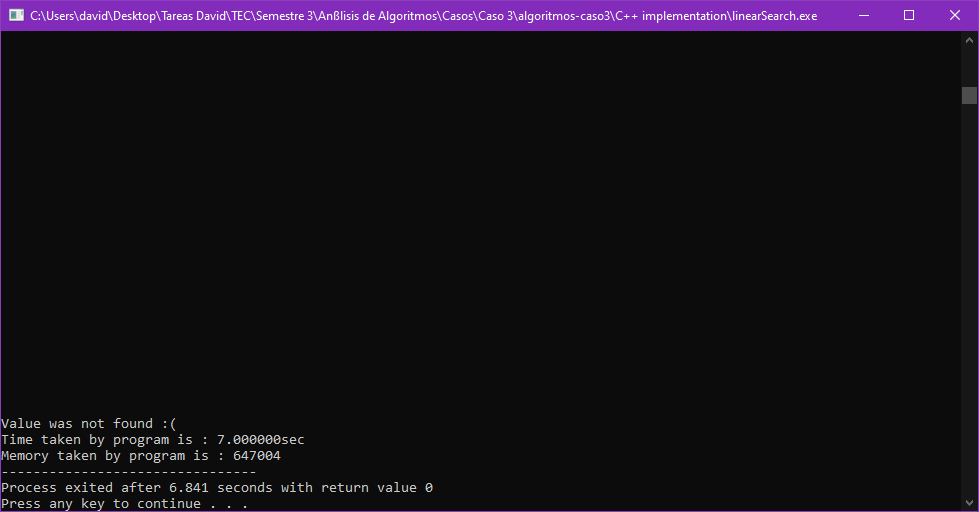 C:\Users\david\Desktop\Tareas David\TEC\Semestre 3\Anßlisis de Algoritmos\Casos\Caso 3\algoritmos-caso3\C++ implementation\linearSearch.exe
Value was not found :(
Time taken by program is : 7.000000sec
Memory taken by program is : 647004
--------------------------------
Process exited after 6.841 seconds with return value 0
Press any key to continue . . .